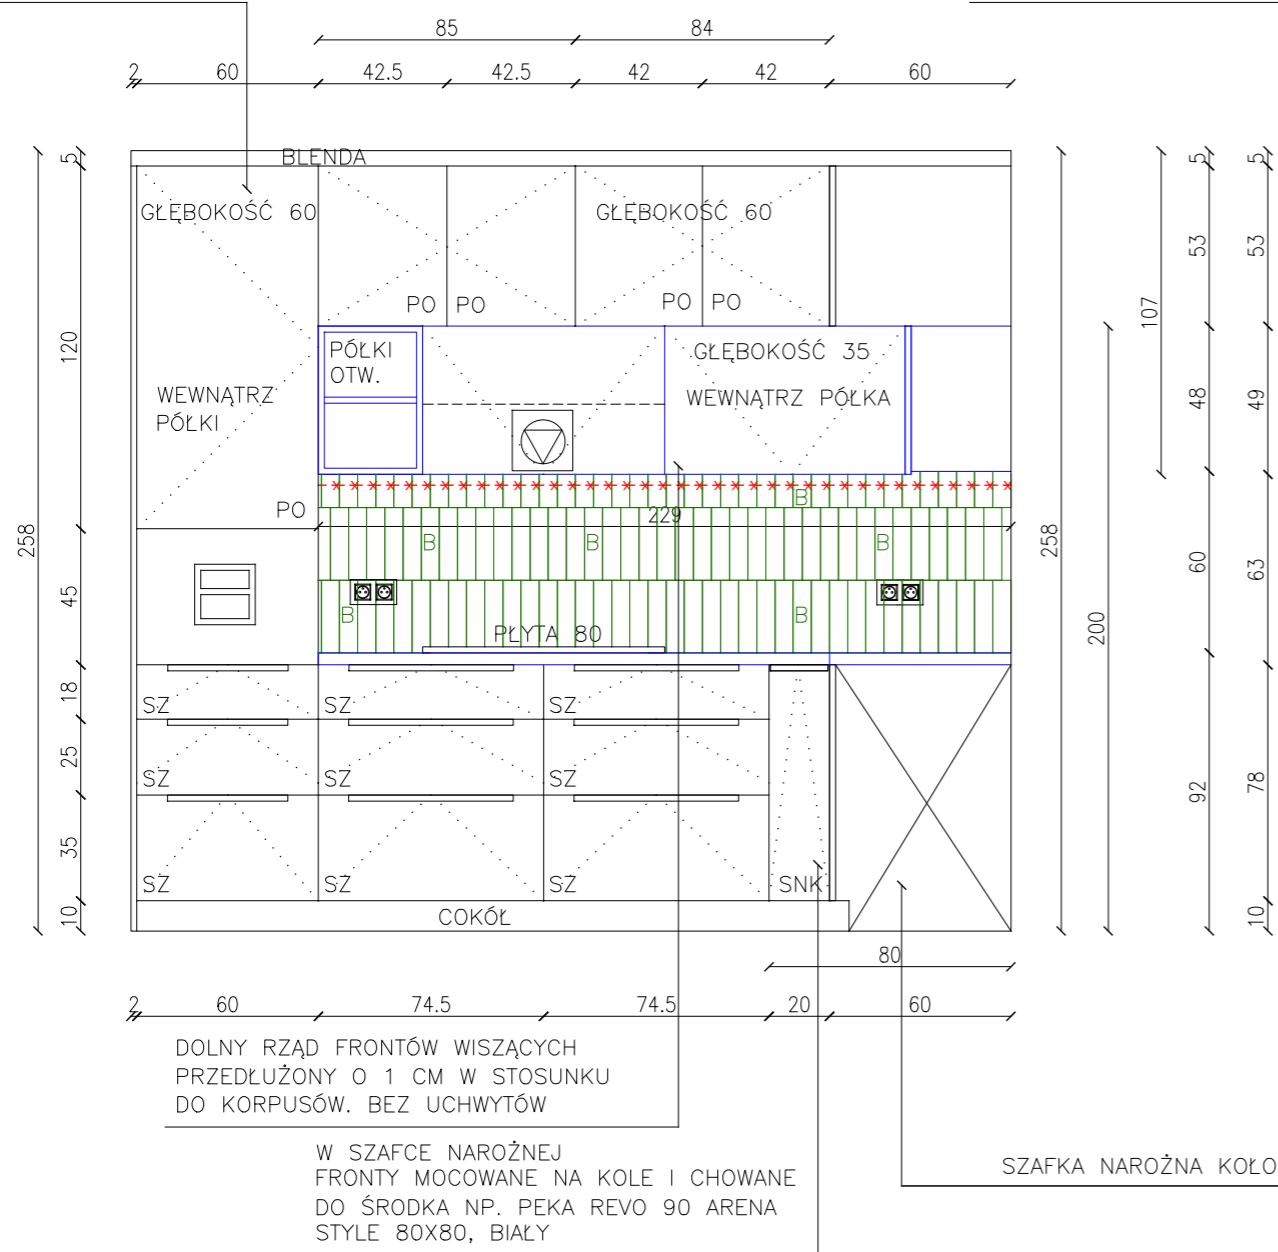 85 84
2 60 42.5 42.5 42 42 60
BLENDA
GŁĘBOKOŚĆ 60 GŁĘBOKOŚĆ 60
PO PO PO PO
PÓŁKI
OTW.
GŁĘBOKOŚĆ 35
WEWNĄTRZ PÓŁKA
WEWNĄTRZ
PÓŁKI
PO
B
229
B B B
B B
PŁYTA 80
SZ SZ SZ
SZ SZ SZ
SZ SZ SZ SNK
COKÓŁ
258
5
120
45
18
25
35
10
258
200
107
5
53
48
60
92
5
53
49
63
78
10
80
2 60 74.5 74.5 20 60
DOLNY RZĄD FRONTÓW WISZĄCYCH
PRZEDŁUŻONY O 1 CM W STOSUNKU
DO KORPUSÓW. BEZ UCHWYTÓW
W SZAFCE NAROŻNEJ
FRONTY MOCOWANE NA KOLE I CHOWANE
DO ŚRODKA NP. PEKA REVO 90 ARENA
STYLE 80X80, BIAŁY
SZAFKA NAROŻNA KOŁO